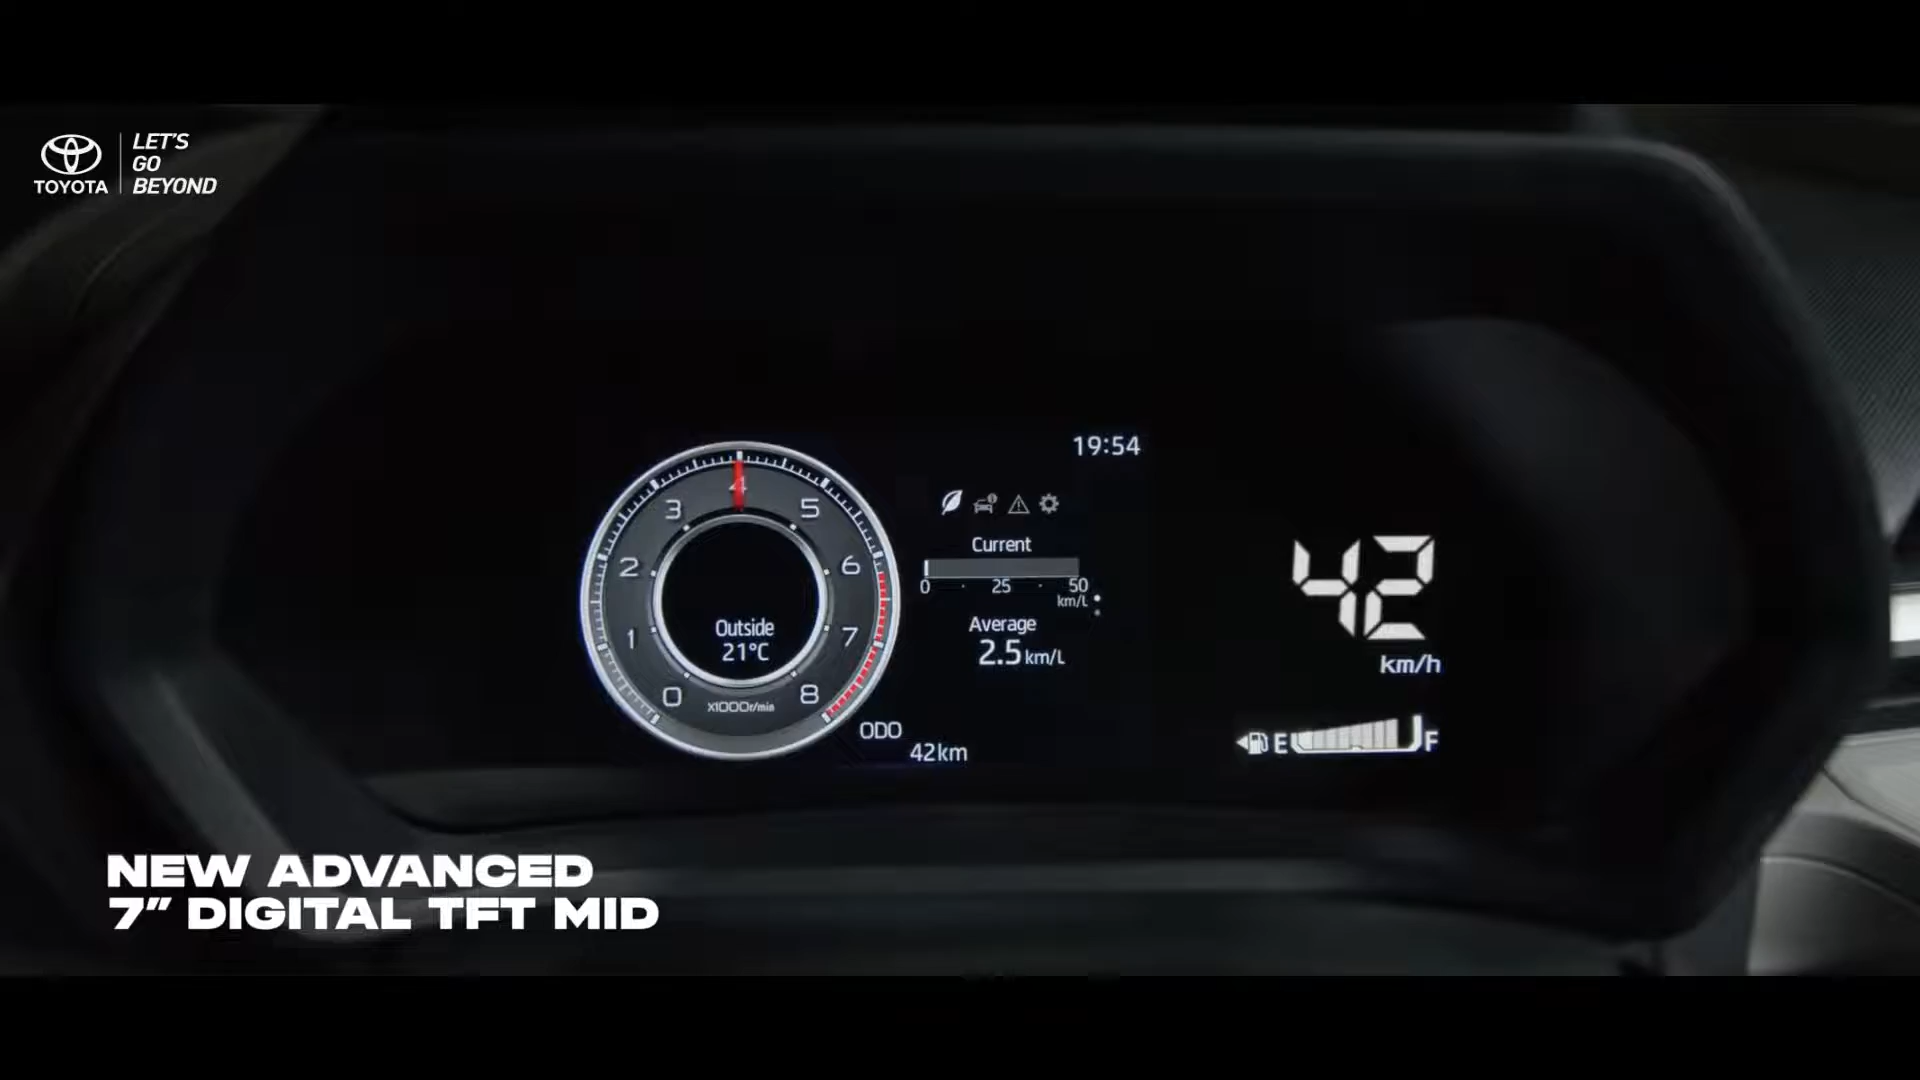 TOYOTA
LET'S
GO
BEYOND
19:54
4
3
5
2
6
1
7
0
8
x1000r/min
Outside
21°C
Current
0 25 50
km/L
Average
2.5 km/L
ODO
42km
42
km/h
E F
NEW ADVANCED
7" DIGITAL TFT MID